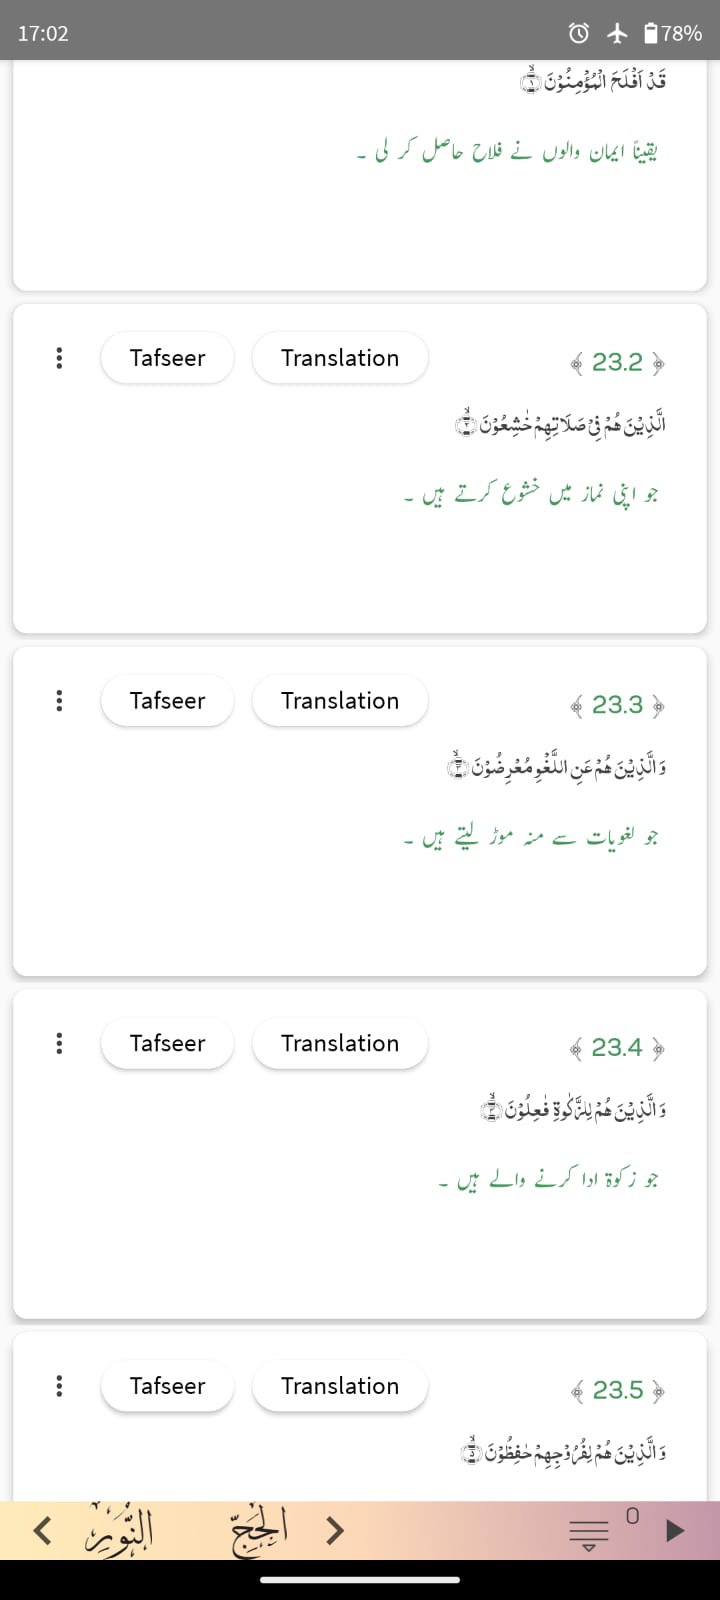 17:02 78%
قَدْ اَفْلَحَ الْمُؤْمِنُوْنَ ۙ﴿۱﴾
یقیناً ایمان والوں نے فلاح حاصل کر لی ۔
Tafseer Translation ﴾ 23.2 ﴿
الَّذِیْنَ هُمْ فِیْ صَلَاتِهِمْ خٰشِعُوْنَ ۙ﴿۲﴾
جو اپنی نماز میں خشوع کرتے ہیں ۔
Tafseer Translation ﴾ 23.3 ﴿
وَ الَّذِیْنَ هُمْ عَنِ اللَّغْوِ مُعْرِضُوْنَ ۙ﴿۳﴾
جو لغویات سے منہ موڑ لیتے ہیں ۔
Tafseer Translation ﴾ 23.4 ﴿
وَ الَّذِیْنَ هُمْ لِلزَّكٰوةِ فٰعِلُوْنَ ۙ﴿۴﴾
جو زکوۃ ادا کرنے والے ہیں ۔
Tafseer Translation ﴾ 23.5 ﴿
وَ الَّذِیْنَ هُمْ لِفُرُوْجِهِمْ حٰفِظُوْنَ ۙ﴿۵﴾
النُّوْر الْحَجّ 0